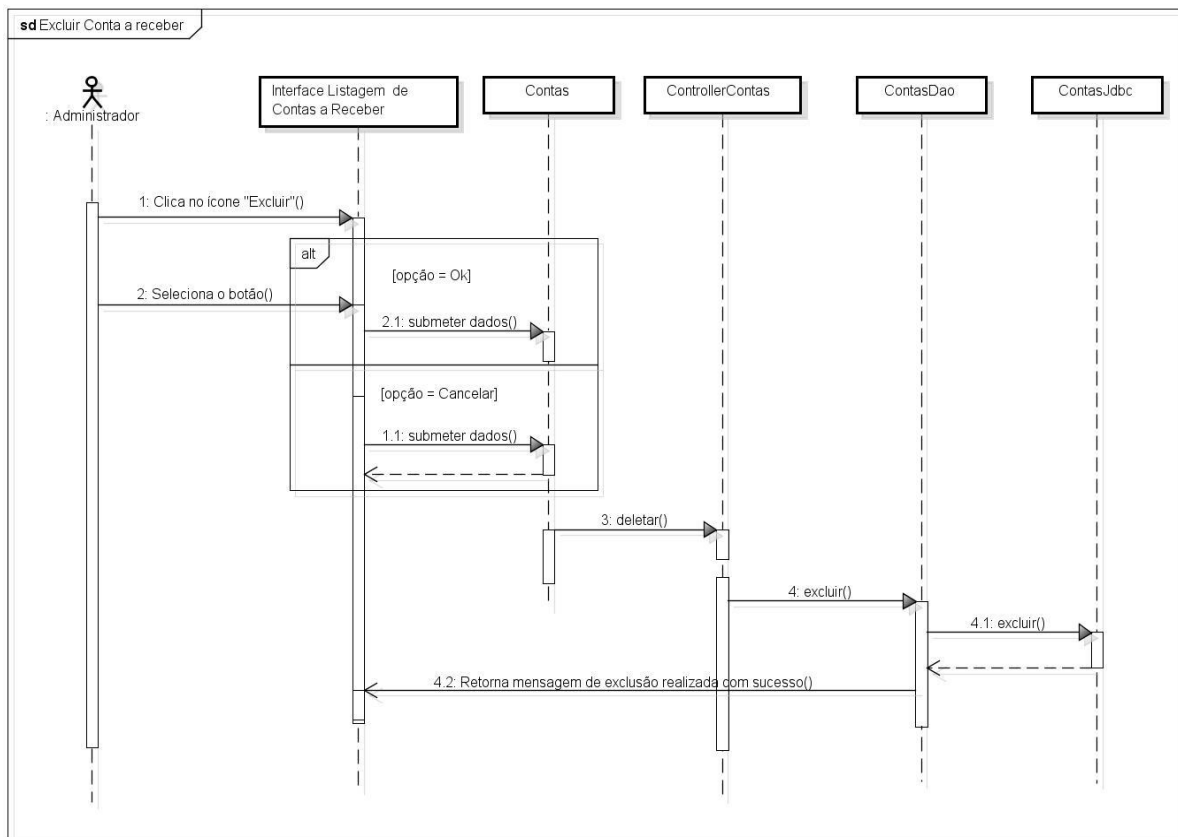 sd Excluir Conta a receber
: Administrador
Interface Listagem de
Contas a Receber
Contas
ControllerContas
ContasDao
ContasJdbc
1: Clica no ícone "Excluir"()
alt
[opção = Ok]
2: Seleciona o botão()
2.1: submeter dados()
[opção = Cancelar]
1.1: submeter dados()
3: deletar()
4: excluir()
4.1: excluir()
4.2: Retorna mensagem de exclusão realizada com sucesso()